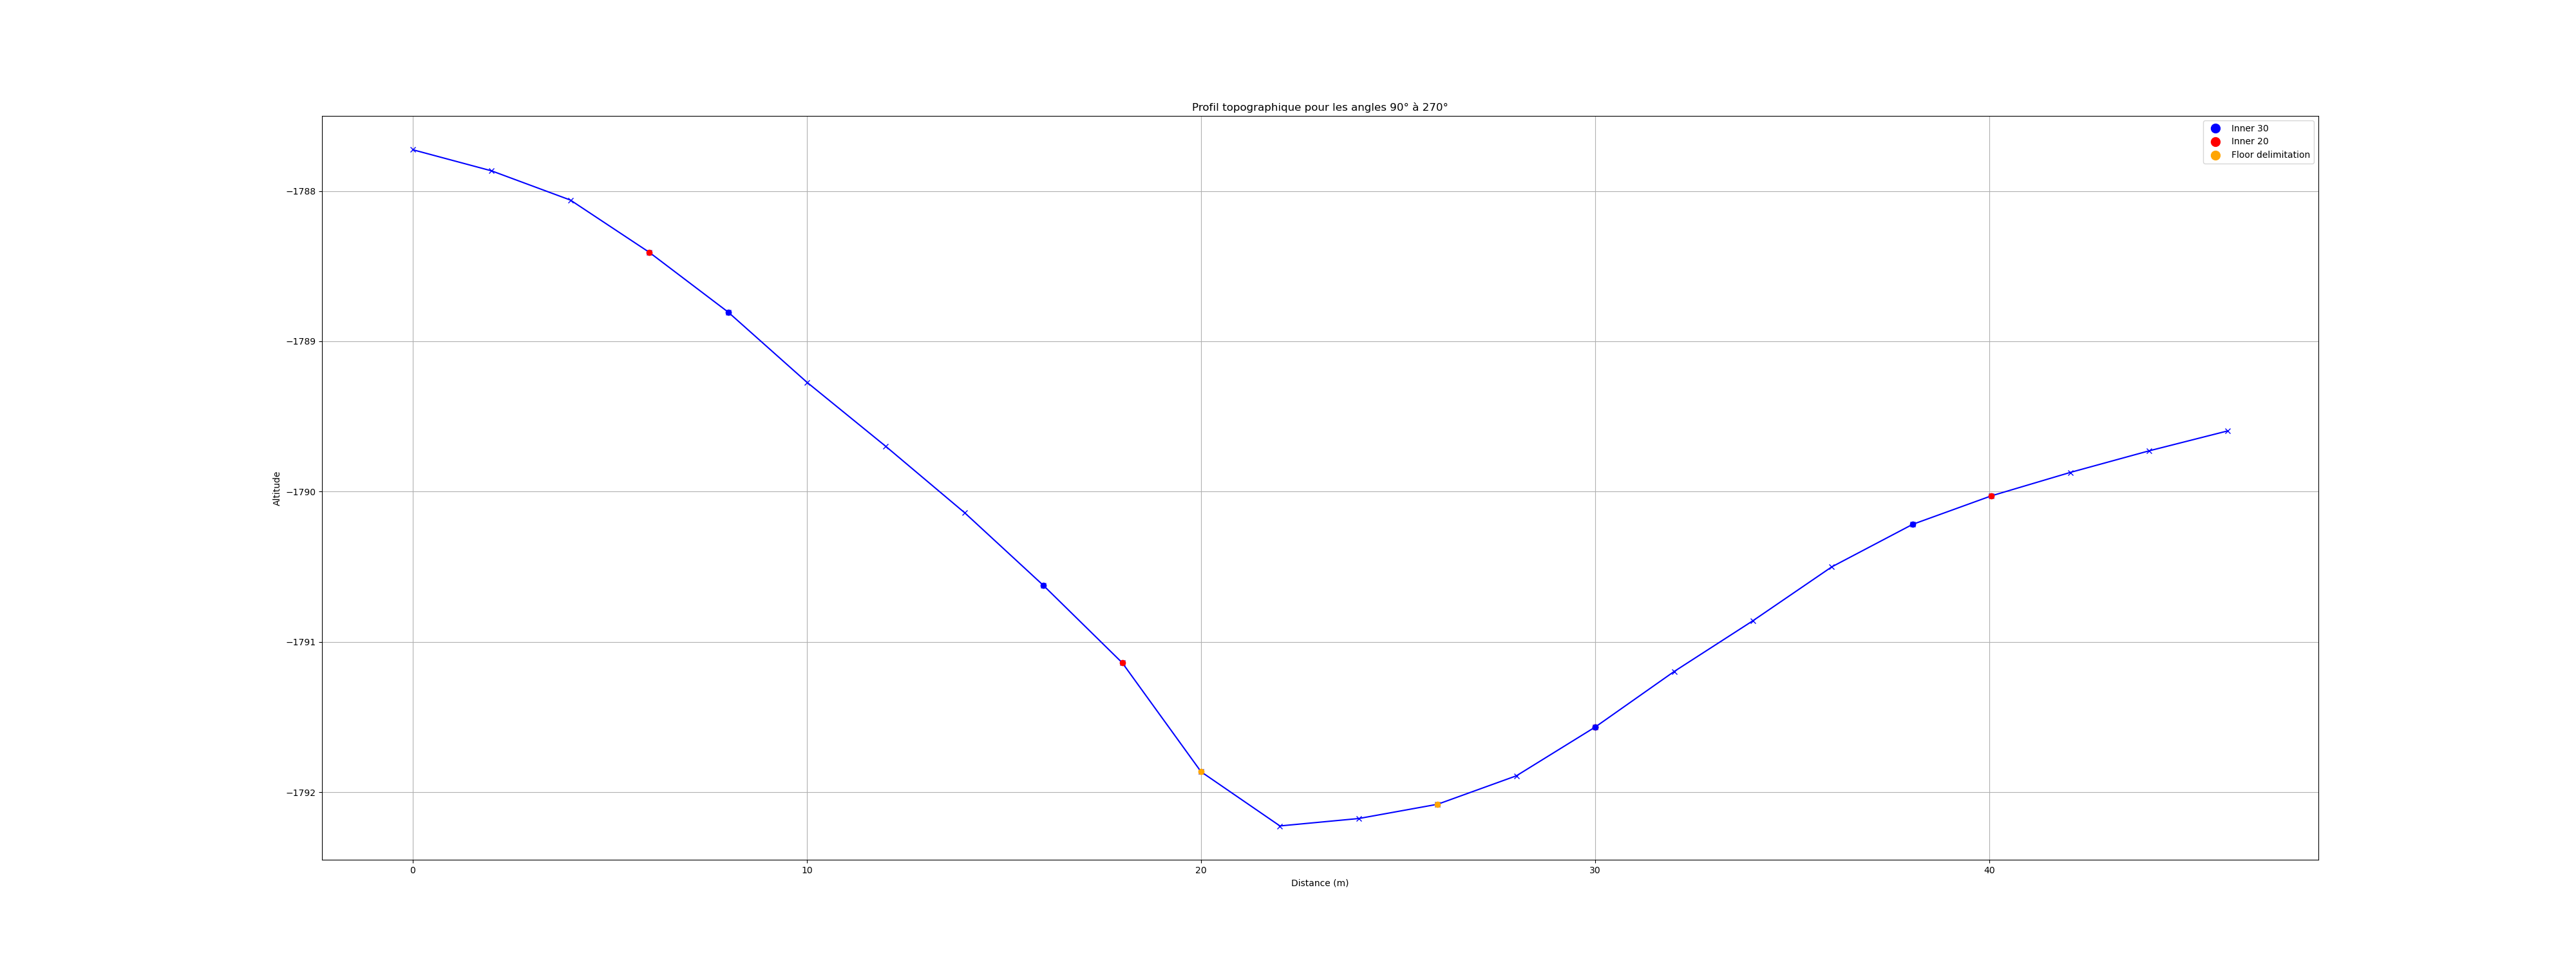 Profil topographique pour les angles 90° à 270°
Inner 30
Inner 20
Floor delimitation
−1788
−1789
−1790
−1791
−1792
Altitude
0 10 20 30 40
Distance (m)